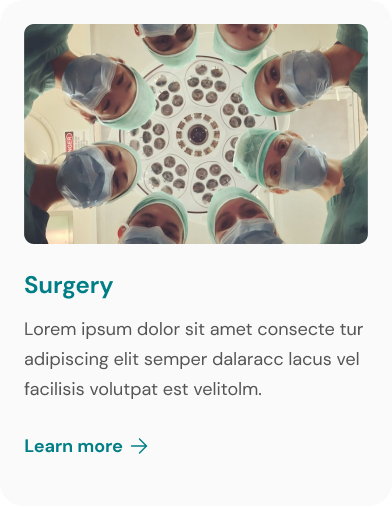 DANGER
Surgery
Lorem ipsum dolor sit amet consecte tur
adipiscing elit semper dalaracc lacus vel
facilisis volutpat est velitolm.
Learn more